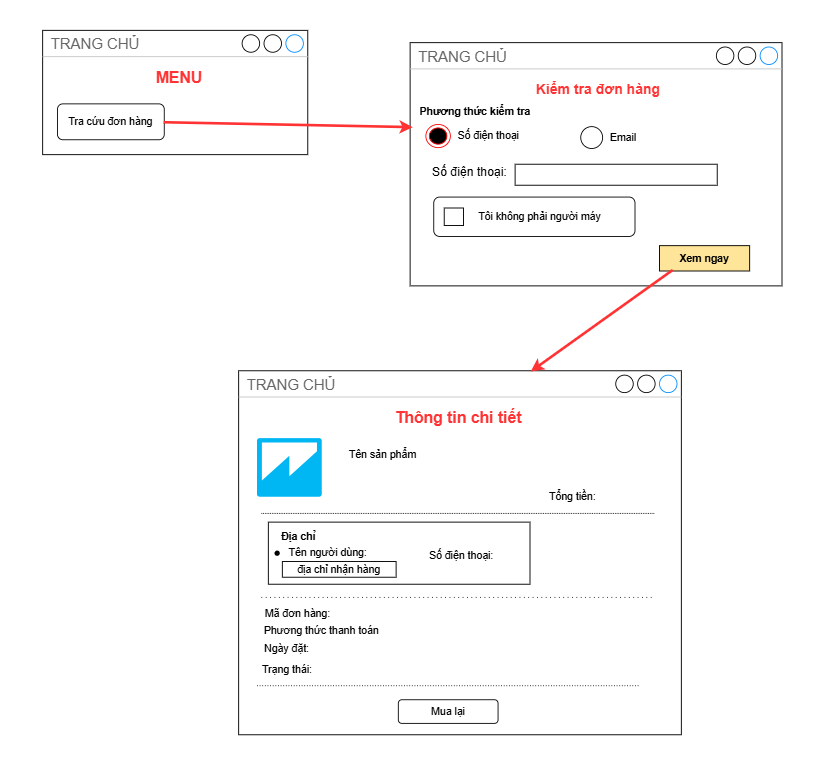 TRANG CHỦ
MENU
Tra cứu đơn hàng
TRANG CHỦ
Kiểm tra đơn hàng
Phương thức kiểm tra
Số điện thoại
Email
Số điện thoại:
Tôi không phải người máy
Xem ngay
TRANG CHỦ
Thông tin chi tiết
Tên sản phẩm
Tổng tiền:
Địa chỉ
Tên người dùng:
Số điện thoại:
địa chỉ nhận hàng
Mã đơn hàng:
Phương thức thanh toán
Ngày đặt:
Trạng thái:
Mua lại